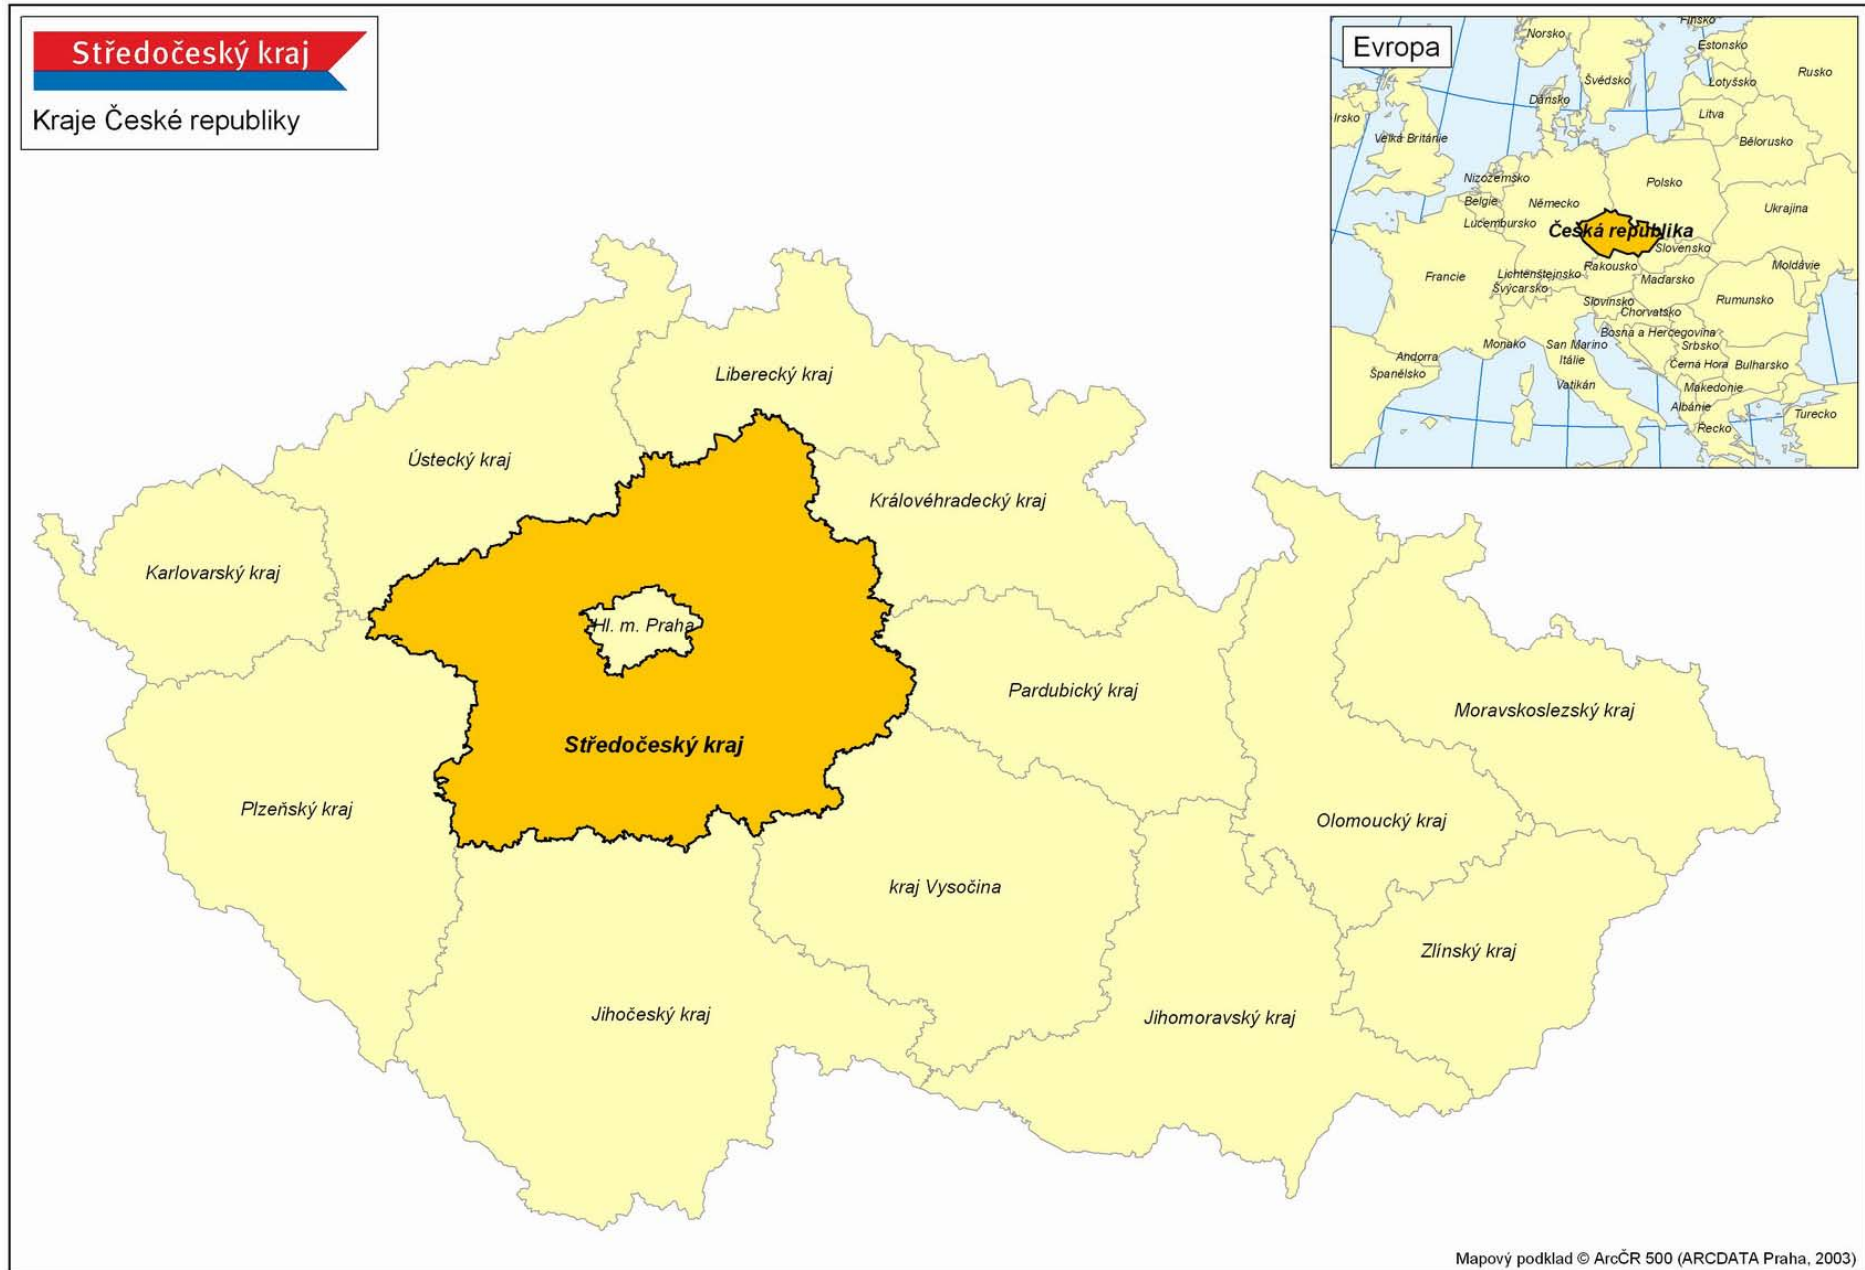 Středočeský kraj
Kraje České republiky
Evropa
Finsko
Norsko
Estonsko
Švédsko
Rusko
Lotyšsko
Dánsko
Irsko
Litva
Velká Británie
Bělorusko
Nizozemsko
Polsko
Belgie
Německo
Ukrajina
Lucembursko
Česká republika
Slovensko
Rakousko
Moldávie
Lichtenštejnsko
Francie
Maďarsko
Švýcarsko
Slovinsko
Rumunsko
Chorvatsko
Bosna a Hercegovina
Monako
San Marino
Srbsko
Andorra
Itálie
Černá Hora
Bulharsko
Španělsko
Vatikán
Makedonie
Albánie
Turecko
Řecko
Liberecký kraj
Ústecký kraj
Královéhradecký kraj
Karlovarský kraj
Hl. m. Praha
Pardubický kraj
Moravskoslezský kraj
Středočeský kraj
Plzeňský kraj
Olomoucký kraj
kraj Vysočina
Zlínský kraj
Jihočeský kraj
Jihomoravský kraj
Mapový podklad © ArcČR 500 (ARCDATA Praha, 2003)